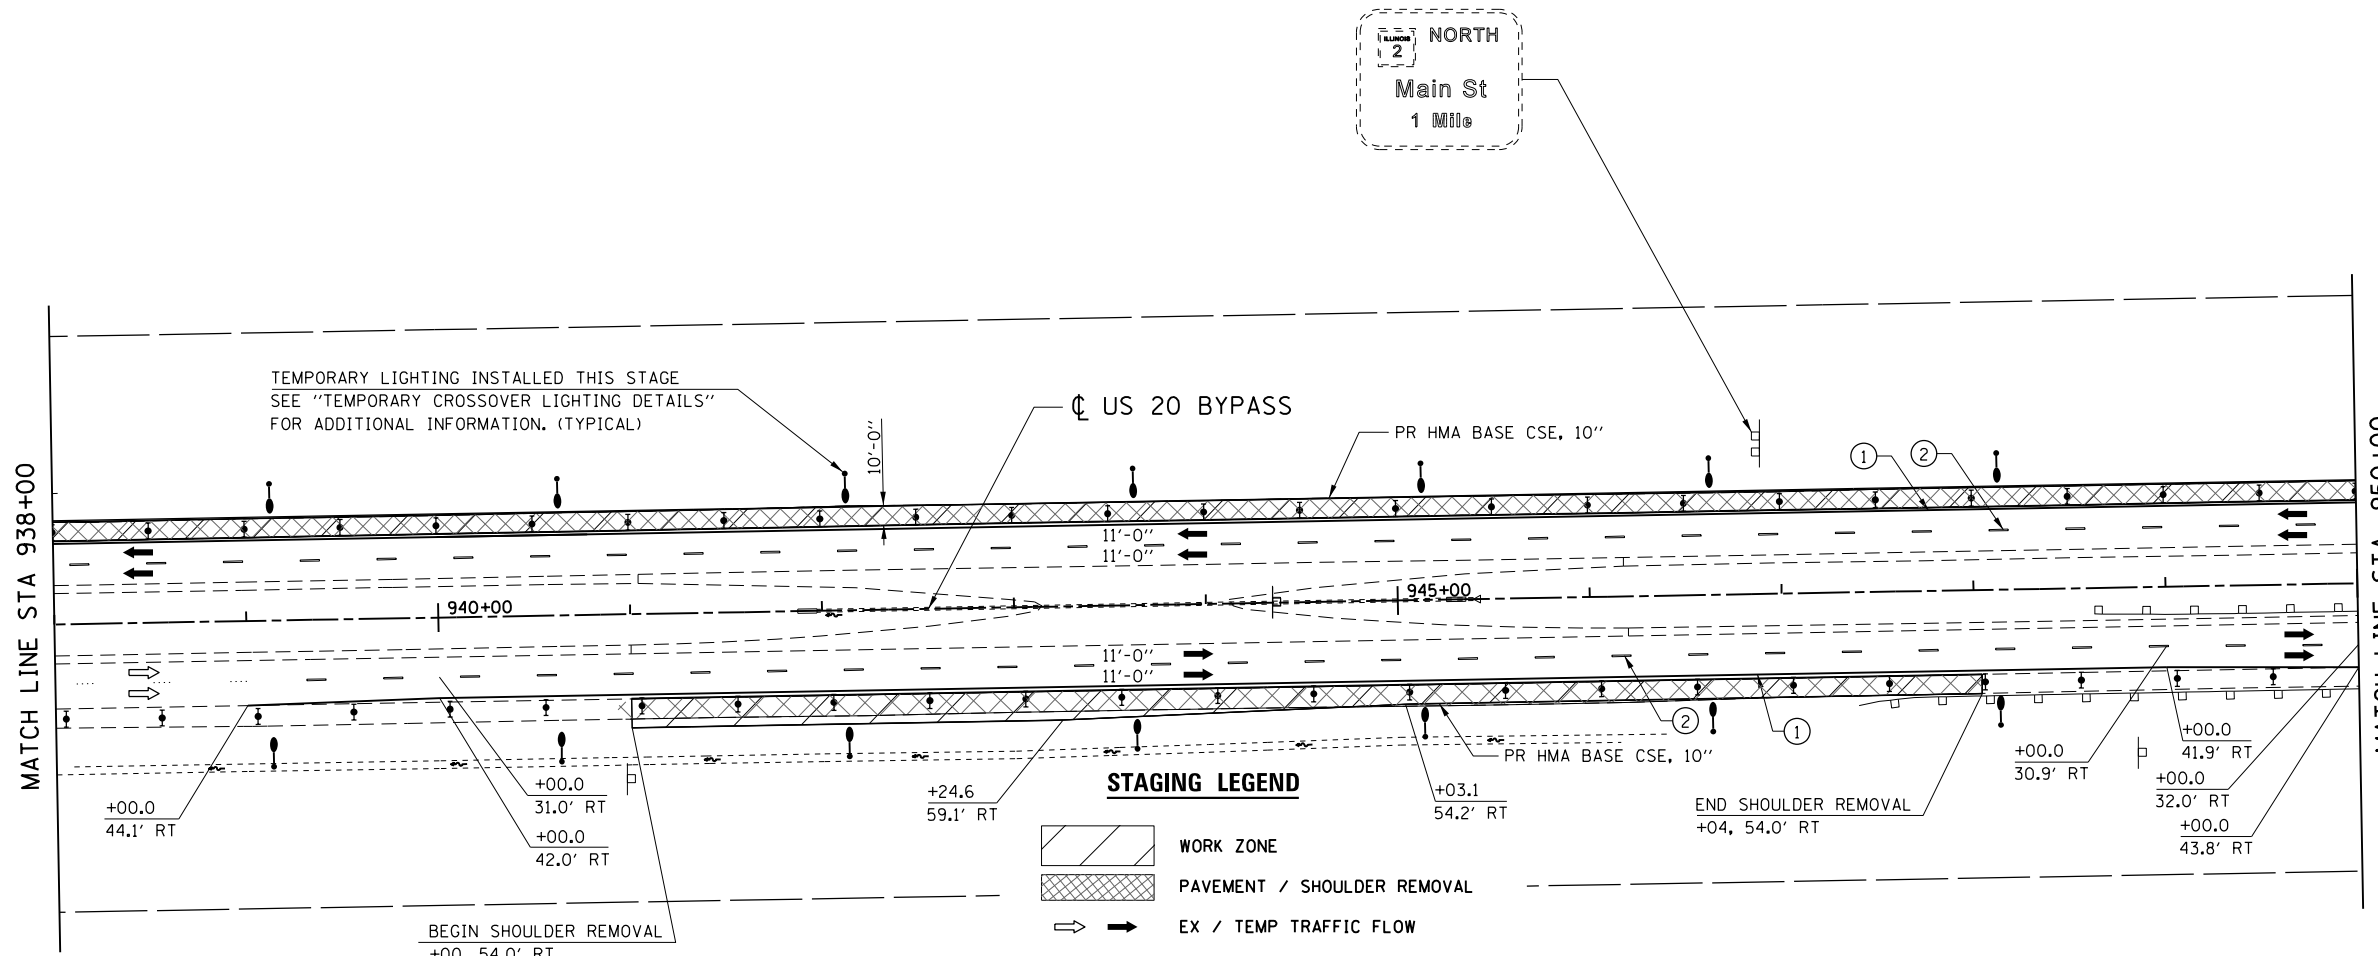 ILLINOIS
2
NORTH
Main St
1 Mile
TEMPORARY LIGHTING INSTALLED THIS STAGE
SEE "TEMPORARY CROSSOVER LIGHTING DETAILS"
FOR ADDITIONAL INFORMATION. (TYPICAL)
10'-0"
℄ US 20 BYPASS
PR HMA BASE CSE, 10"
1
2
MATCH LINE STA 938+00
11'-0"
11'-0"
940+00
945+00
11'-0"
11'-0"
2
1
PR HMA BASE CSE, 10"
+00.0
44.1' RT
+00.0
31.0' RT
+00.0
42.0' RT
+24.6
59.1' RT
+03.1
54.2' RT
END SHOULDER REMOVAL
+04, 54.0' RT
+00.0
30.9' RT
+00.0
41.9' RT
+00.0
32.0' RT
+00.0
43.8' RT
BEGIN SHOULDER REMOVAL
+00, 54.0' RT
STAGING LEGEND
WORK ZONE
PAVEMENT / SHOULDER REMOVAL
EX / TEMP TRAFFIC FLOW